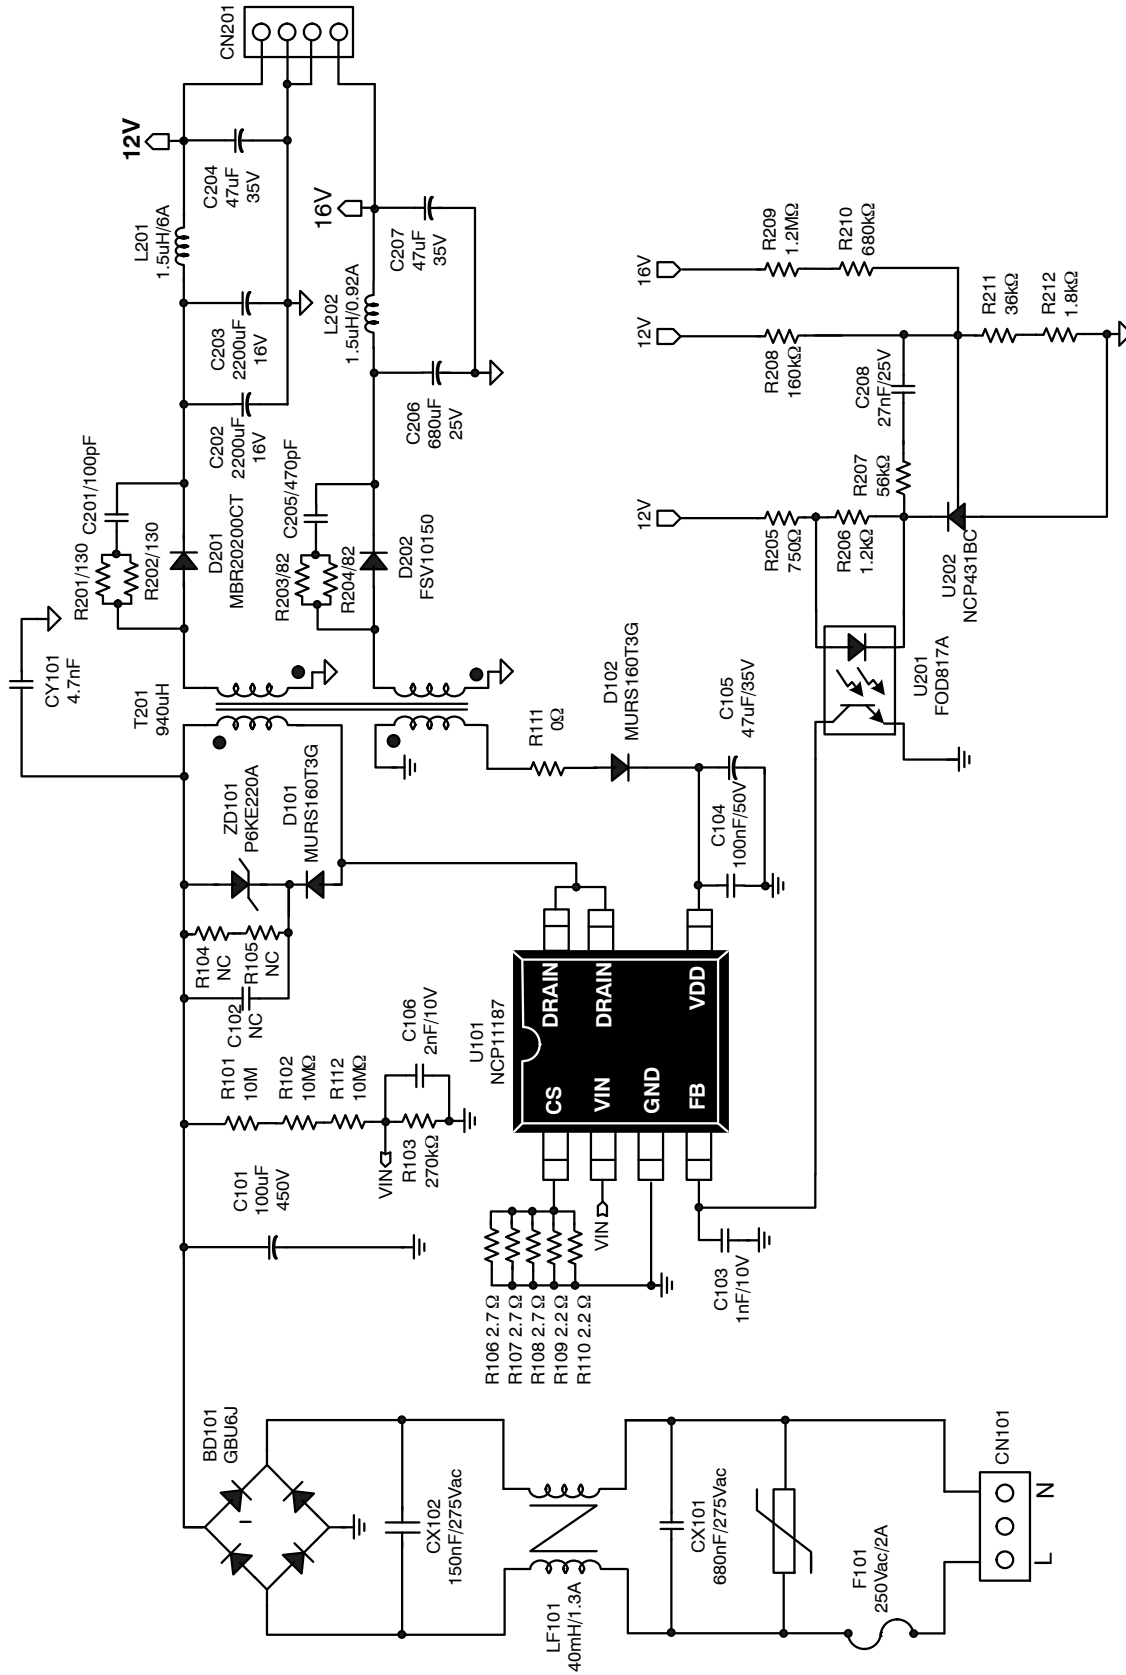 CN101
L
N
F101
250Vac/2A
CX101
680nF/275Vac
LF101
40mH/1.3A
CX102
150nF/275Vac
BD101
GBU6J
C101
100uF
450V
R101
10M
R102
10MΩ
R112
10MΩ
VIN
R103
270kΩ
C106
2nF/10V
C102
NC
R104
NC
R105
NC
ZD101
P6KE220A
D101
MURS160T3G
CY101
4.7nF
T201
940uH
R201/130
C201/100pF
R202/130
D201
MBR20200CT
C202
2200uF
16V
C203
2200uF
16V
L201
1.5uH/6A
C204
47uF
35V
12V
CN201
R203/82
C205/470pF
R204/82
D202
FSV10150
C206
680uF
25V
L202
1.5uH/0.92A
C207
47uF
35V
16V
R106 2.7 Ω
R107 2.7 Ω
R108 2.7 Ω
R109 2.2 Ω
R110 2.2 Ω
VIN
U101
NCP11187
CS
VIN
GND
FB
DRAIN
DRAIN
VDD
C103
1nF/10V
R111
0Ω
D102
MURS160T3G
C104
100nF/50V
C105
47uF/35V
U201
FOD817A
12V
R205
750Ω
R206
1.2kΩ
R207
56kΩ
C208
27nF/25V
U202
NCP431BC
12V
R208
160kΩ
16V
R209
1.2MΩ
R210
680kΩ
R211
36kΩ
R212
1.8kΩ